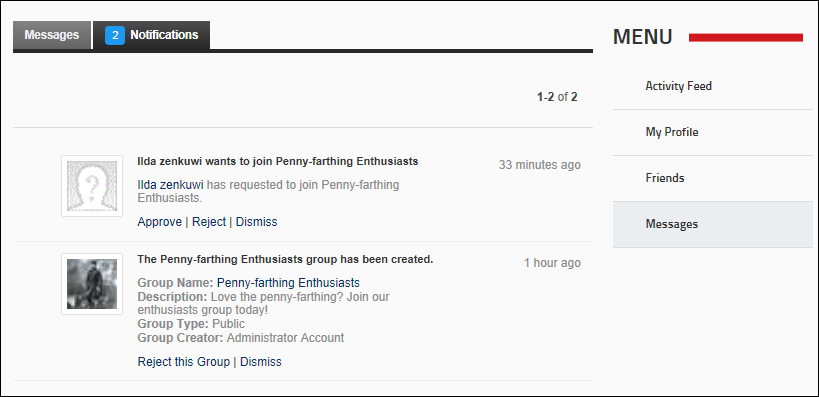 Messages
2 Notifications
MENU
1-2 of 2
Activity Feed
My Profile
Friends
Messages
Ilda zenkuwi wants to join Penny-farthing Enthusiasts
33 minutes ago
Ilda zenkuwi has requested to join Penny-farthing
Enthusiasts.
Approve | Reject | Dismiss
The Penny-farthing Enthusiasts group has been created.
1 hour ago
Group Name: Penny-farthing Enthusiasts
Description: Love the penny-farthing? Join our
enthusiasts group today!
Group Type: Public
Group Creator: Administrator Account
Reject this Group | Dismiss